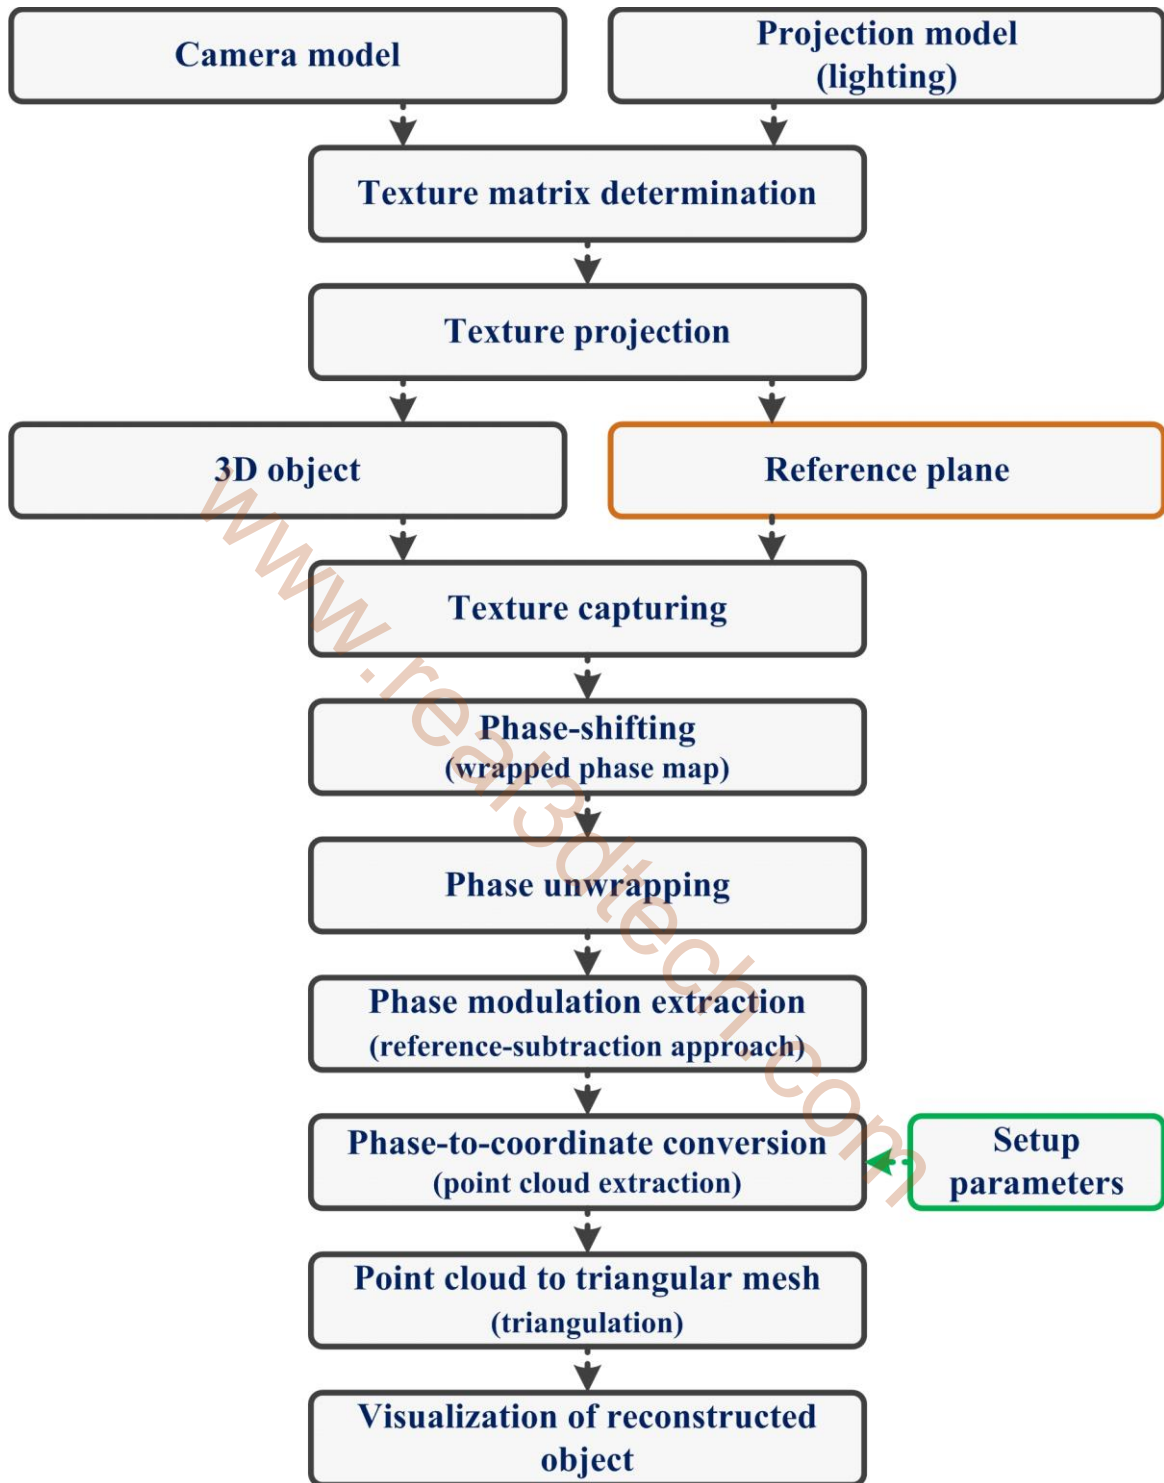 Camera model
Projection model
(lighting)
Texture matrix determination
Texture projection
3D object
Reference plane
Texture capturing
Phase-shifting
(wrapped phase map)
Phase unwrapping
Phase modulation extraction
(reference-subtraction approach)
Phase-to-coordinate conversion
(point cloud extraction)
Setup
parameters
Point cloud to triangular mesh
(triangulation)
Visualization of reconstructed
object
www.real3dtech.com